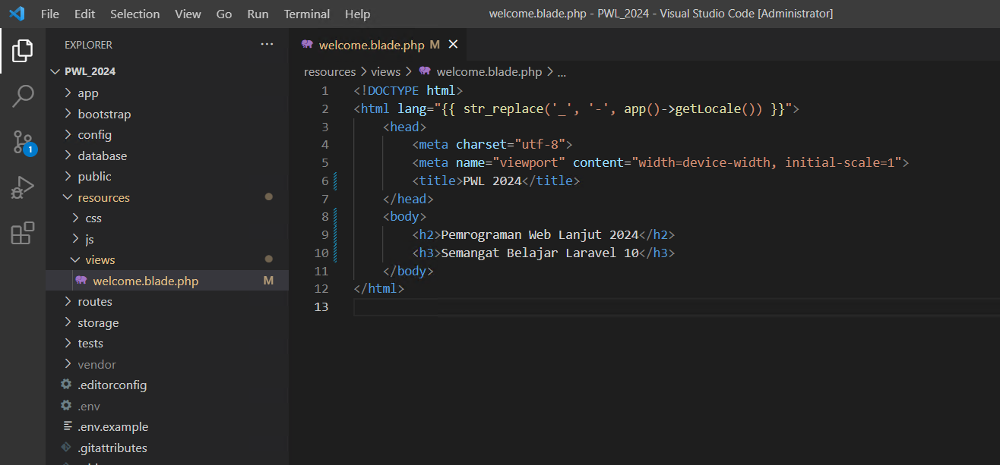 File Edit Selection View Go Run Terminal Help welcome.blade.php - PWL_2024 - Visual Studio Code [Administrator]
EXPLORER ···
PWL_2024
app
bootstrap
config
database
public
resources
css
js
views
welcome.blade.php M
routes
storage
tests
vendor
.editorconfig
.env
.env.example
.gitattributes
1
welcome.blade.php M
resources > views > welcome.blade.php > ...
1 <!DOCTYPE html>
2 <html lang="{{ str_replace('_', '-', app()->getLocale()) }}">
3 <head>
4 <meta charset="utf-8">
5 <meta name="viewport" content="width=device-width, initial-scale=1">
6 <title>PWL 2024</title>
7 </head>
8 <body>
9 <h2>Pemrograman Web Lanjut 2024</h2>
10 <h3>Semangat Belajar Laravel 10</h3>
11 </body>
12 </html>
13